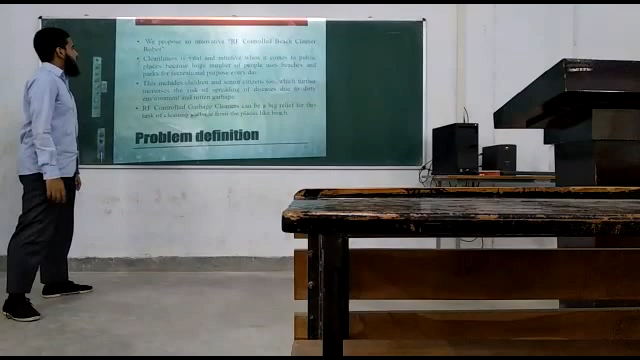 • We propose an innovative "RF Controlled Beach Cleaner
Robot"
• Cleanliness is vital and intuitive when it comes to public
places because huge number of people uses beaches and
parks for recreational purpose every day.
• This includes children and senior citizens too, which further
increases the risk of spreading of diseases due to dirty
environment and rotten garbage.
• RF Controlled Garbage Cleaners can be a big relief for this
task of cleaning garbage from the places like beach.
Problem definition